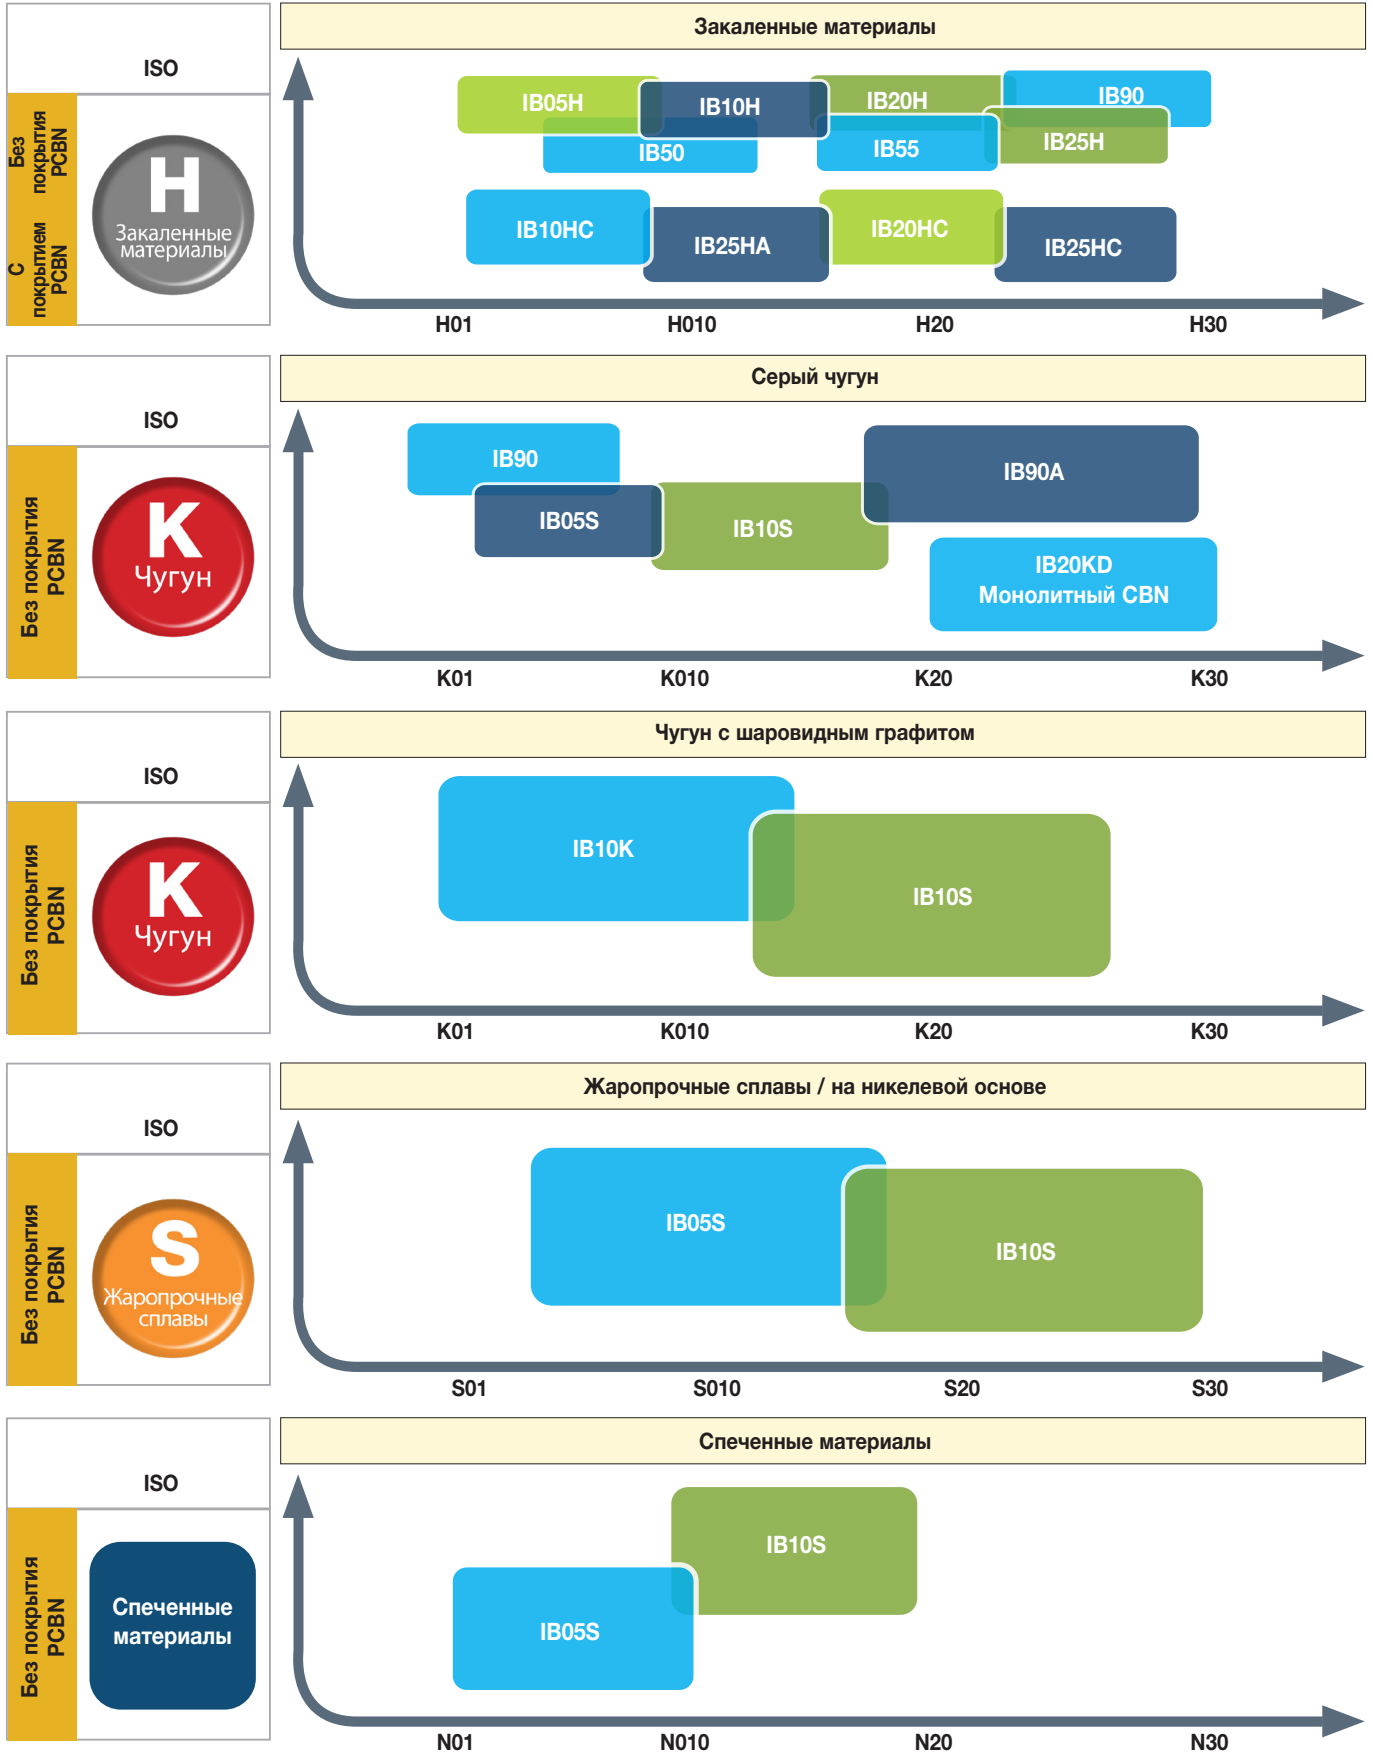 Закаленные материалы
ISO
Без
покрытия
PCBN
С
покрытием
PCBN
H
Закаленные
материалы
IB05H
IB10H
IB20H
IB90
IB50
IB55
IB25H
IB10HC
IB25HA
IB20HC
IB25HC
H01
H010
H20
H30
Серый чугун
ISO
Без покрытия
PCBN
K
Чугун
IB90
IB05S
IB10S
IB90A
IB20KD
Монолитный CBN
K01
K010
K20
K30
Чугун с шаровидным графитом
ISO
Без покрытия
PCBN
K
Чугун
IB10K
IB10S
K01
K010
K20
K30
Жаропрочные сплавы / на никелевой основе
ISO
Без покрытия
PCBN
S
Жаропрочные
сплавы
IB05S
IB10S
S01
S010
S20
S30
Спеченные материалы
ISO
Без покрытия
PCBN
Спеченные
материалы
IB10S
IB05S
N01
N010
N20
N30